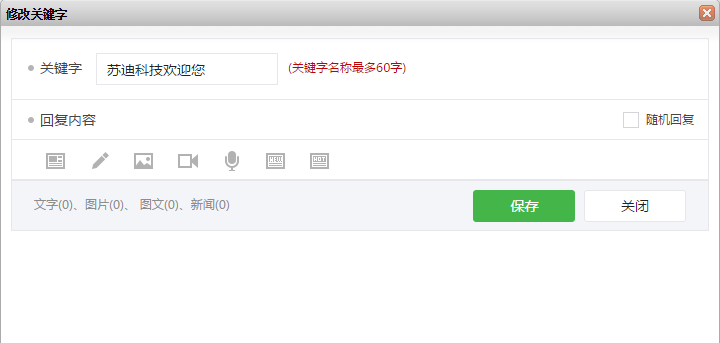 修改关键字
关键字 苏迪科技欢迎您 (关键字名称最多60字)
回复内容 随机回复
NEW HOT
文字(0)、图片(0)、 图文(0)、新闻(0) 保存 关闭